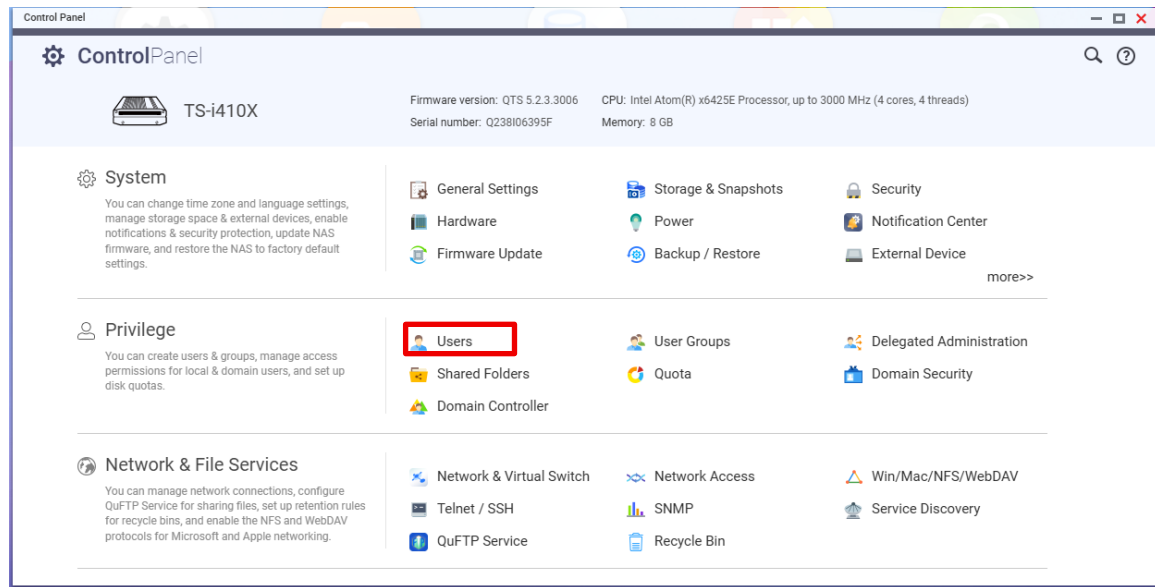 Control Panel
ControlPanel
TS-i410X
Firmware version: QTS 5.2.3.3006
CPU: Intel Atom(R) x6425E Processor, up to 3000 MHz (4 cores, 4 threads)
Serial number: Q238I06395F
Memory: 8 GB
System
You can change time zone and language settings,
manage storage space & external devices, enable
notifications & security protection, update NAS
firmware, and restore the NAS to factory default
settings.
General Settings
Storage & Snapshots
Security
Hardware
Power
Notification Center
Firmware Update
Backup / Restore
External Device
more>>
Privilege
You can create users & groups, manage access
permissions for local & domain users, and set up
disk quotas.
Users
User Groups
Delegated Administration
Shared Folders
Quota
Domain Security
Domain Controller
Network & File Services
You can manage network connections, configure
QuFTP Service for sharing files, set up retention rules
for recycle bins, and enable the NFS and WebDAV
protocols for Microsoft and Apple networking.
Network & Virtual Switch
Network Access
Win/Mac/NFS/WebDAV
Telnet / SSH
SNMP
Service Discovery
QuFTP Service
Recycle Bin